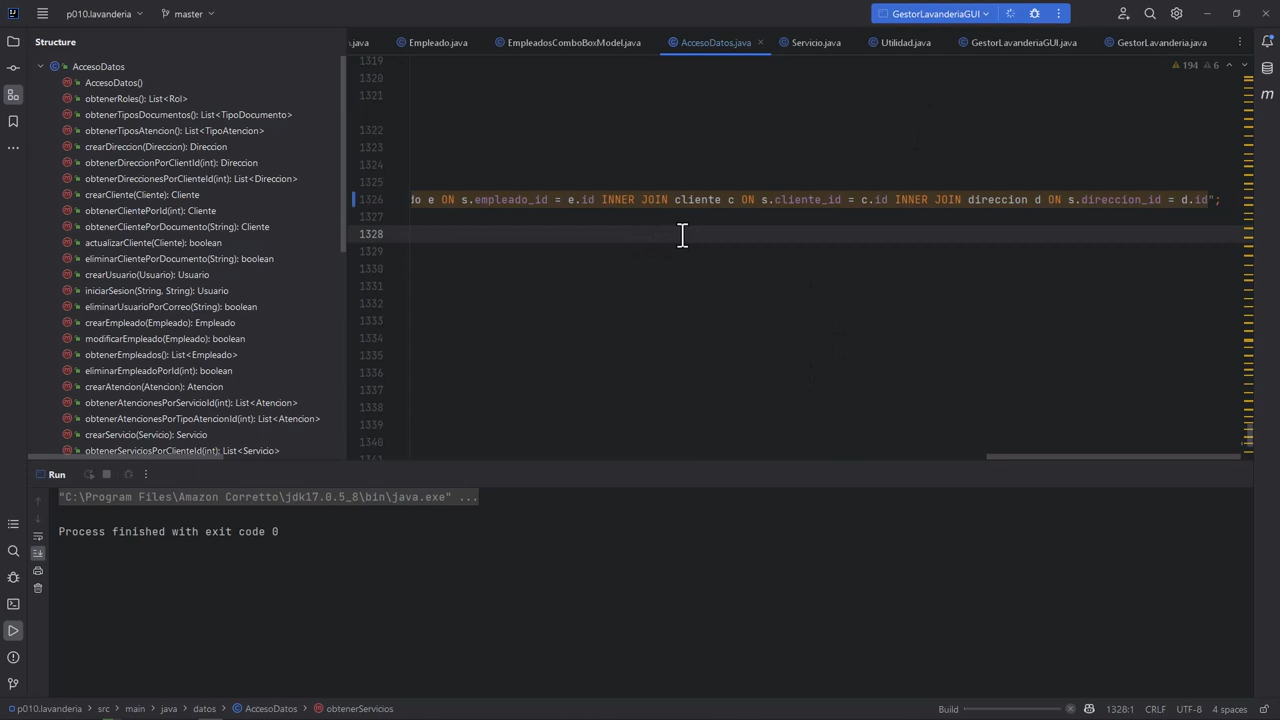 p010.lavanderia
master
GestorLavanderiaGUI
Structure
n.java
Empleado.java
EmpleadosComboBoxModel.java
AccesoDatos.java
Servicio.java
Utilidad.java
GestorLavanderiaGUI.java
GestorLavanderia.java
AccesoDatos
AccesoDatos()
obtenerRoles(): List<Rol>
obtenerTiposDocumentos(): List<TipoDocumento>
obtenerTiposAtencion(): List<TipoAtencion>
crearDireccion(Direccion): Direccion
obtenerDireccionPorClientId(int): Direccion
obtenerDireccionesPorClienteId(int): List<Direccion>
crearCliente(Cliente): Cliente
obtenerClientePorId(int): Cliente
obtenerClientePorDocumento(String): Cliente
actualizarCliente(Cliente): boolean
eliminarClientePorDocumento(String): boolean
crearUsuario(Usuario): Usuario
iniciarSesion(String, String): Usuario
eliminarUsuarioPorCorreo(String): boolean
crearEmpleado(Empleado): Empleado
modificarEmpleado(Empleado): boolean
obtenerEmpleados(): List<Empleado>
eliminarEmpleadoPorId(int): boolean
crearAtencion(Atencion): Atencion
obtenerAtencionesPorServicioId(int): List<Atencion>
obtenerAtencionesPorTipoAtencionId(int): List<Atencion>
crearServicio(Servicio): Servicio
obtenerServiciosPorClienteId(int): List<Servicio>
194 6
1319
1320
1321
1322
1323
1324
1325
1326 do e ON s.empleado_id = e.id INNER JOIN cliente c ON s.cliente_id = c.id INNER JOIN direccion d ON s.direccion_id = d.id";
1327
1328
1329
1330
1331
1332
1333
1334
1335
1336
1337
1338
1339
1340
1341
Run
"C:\Program Files\Amazon Corretto\jdk17.0.5_8\bin\java.exe" ...
Process finished with exit code 0
p010.lavanderia > src > main > java > datos > AccesoDatos > obtenerServicios
Build
1328:1 CRLF UTF-8 4 spaces